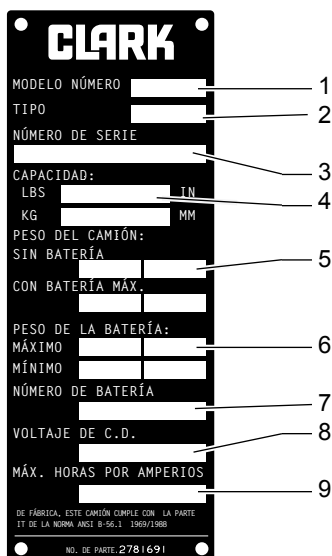 CLARK
MODELO NÚMERO 1
TIPO 2
NÚMERO DE SERIE
3
CAPACIDAD:
LBS IN 4
KG MM
PESO DEL CAMIÓN:
SIN BATERÍA 5
CON BATERÍA MÁX.
PESO DE LA BATERÍA:
MÁXIMO 6
MÍNIMO
NÚMERO DE BATERÍA
7
VOLTAJE DE C.D.
8
MÁX. HORAS POR AMPERIOS
9
DE FÁBRICA, ESTE CAMIÓN CUMPLE CON LA PARTE
IT DE LA NORMA ANSI B-56.1 1969/1988
NO. DE PARTE.2781691